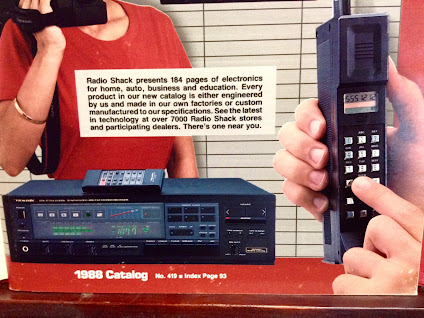 Radio Shack presents 184 pages of electronics
for home, auto, business and education. Every
product in our new catalog is either engineered
by us and made in our own factories or custom
manufactured to our specifications. See the latest
in technology at over 7000 Radio Shack stores
and participating dealers. There's one near you.
555 1212
REALISTIC
1988 Catalog No. 419 ■ Index Page 93